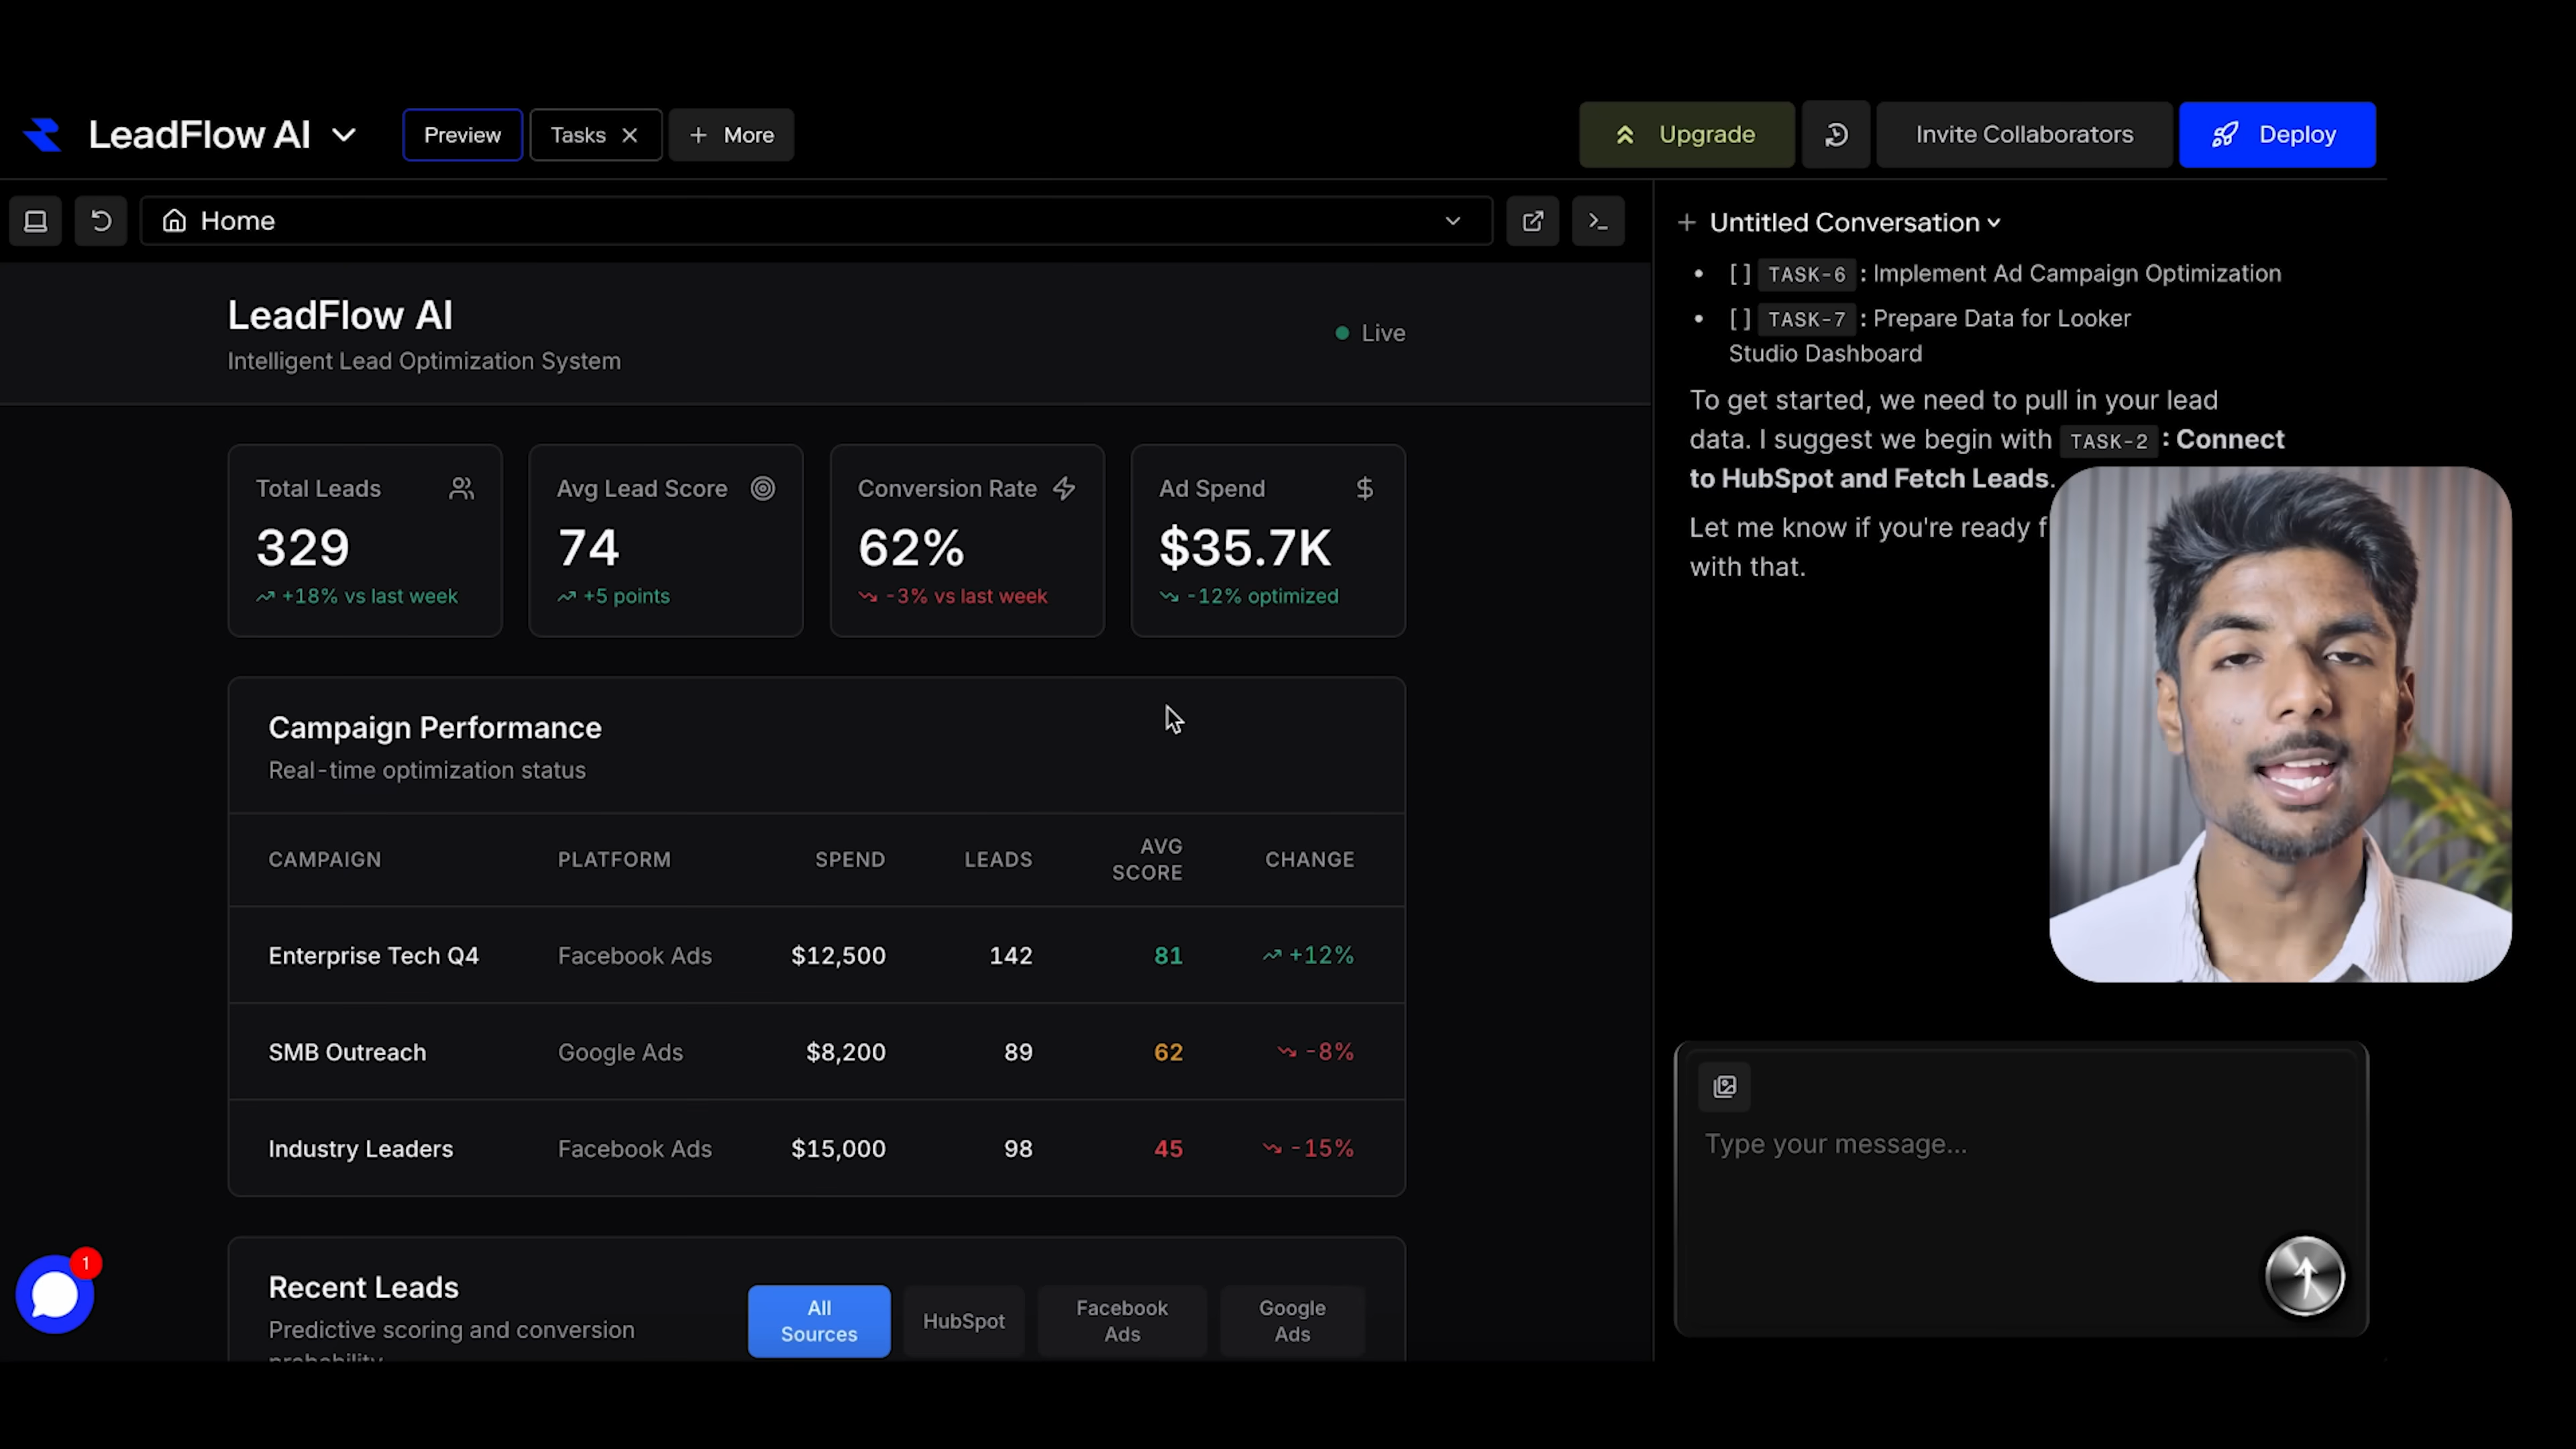 LeadFlow AI
Preview
Tasks
More
Upgrade
Invite Collaborators
Deploy
Home
LeadFlow AI
Intelligent Lead Optimization System
Live
Total Leads
329
+18% vs last week
Avg Lead Score
74
+5 points
Conversion Rate
62%
-3% vs last week
Ad Spend
$
$35.7K
-12% optimized
Campaign Performance
Real-time optimization status
CAMPAIGN PLATFORM SPEND LEADS AVG SCORE CHANGE
Enterprise Tech Q4 Facebook Ads $12,500 142 81 +12%
SMB Outreach Google Ads $8,200 89 62 -8%
Industry Leaders Facebook Ads $15,000 98 45 -15%
Recent Leads
Predictive scoring and conversion
probability
All
Sources
HubSpot
Facebook
Ads
Google
Ads
1
+ Untitled Conversation
• [ ] TASK-6 : Implement Ad Campaign Optimization
• [ ] TASK-7 : Prepare Data for Looker
Studio Dashboard
To get started, we need to pull in your lead
data. I suggest we begin with TASK-2 : Connect
to HubSpot and Fetch Leads.
Let me know if you're ready f
with that.
Type your message...